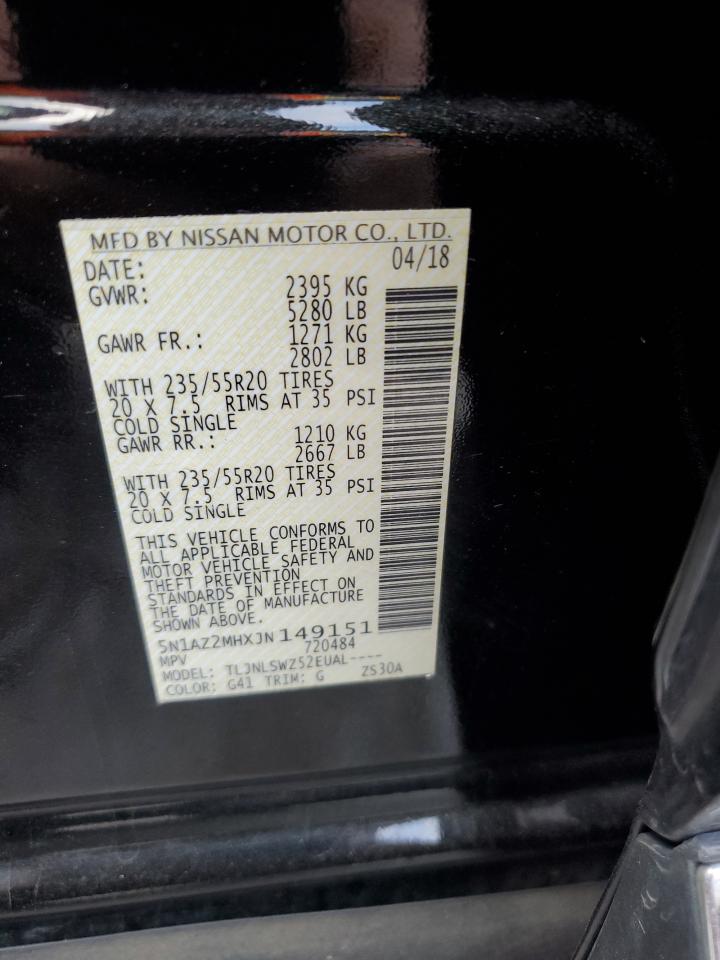 MFD BY NISSAN MOTOR CO., LTD.
DATE: 04/18
GVWR: 2395 KG
5280 LB
GAWR FR.: 1271 KG
2802 LB
WITH 235/55R20 TIRES
20 X 7.5 RIMS AT 35 PSI
COLD SINGLE
GAWR RR.: 1210 KG
2667 LB
WITH 235/55R20 TIRES
20 X 7.5 RIMS AT 35 PSI
COLD SINGLE
THIS VEHICLE CONFORMS TO
ALL APPLICABLE FEDERAL
MOTOR VEHICLE SAFETY AND
THEFT PREVENTION
STANDARDS IN EFFECT ON
THE DATE OF MANUFACTURE
SHOWN ABOVE.
5N1AZ2MHXJN149151
MPV 720484
MODEL: TLJNLSWZ52EUAL----
COLOR: G41 TRIM: G ZS30A